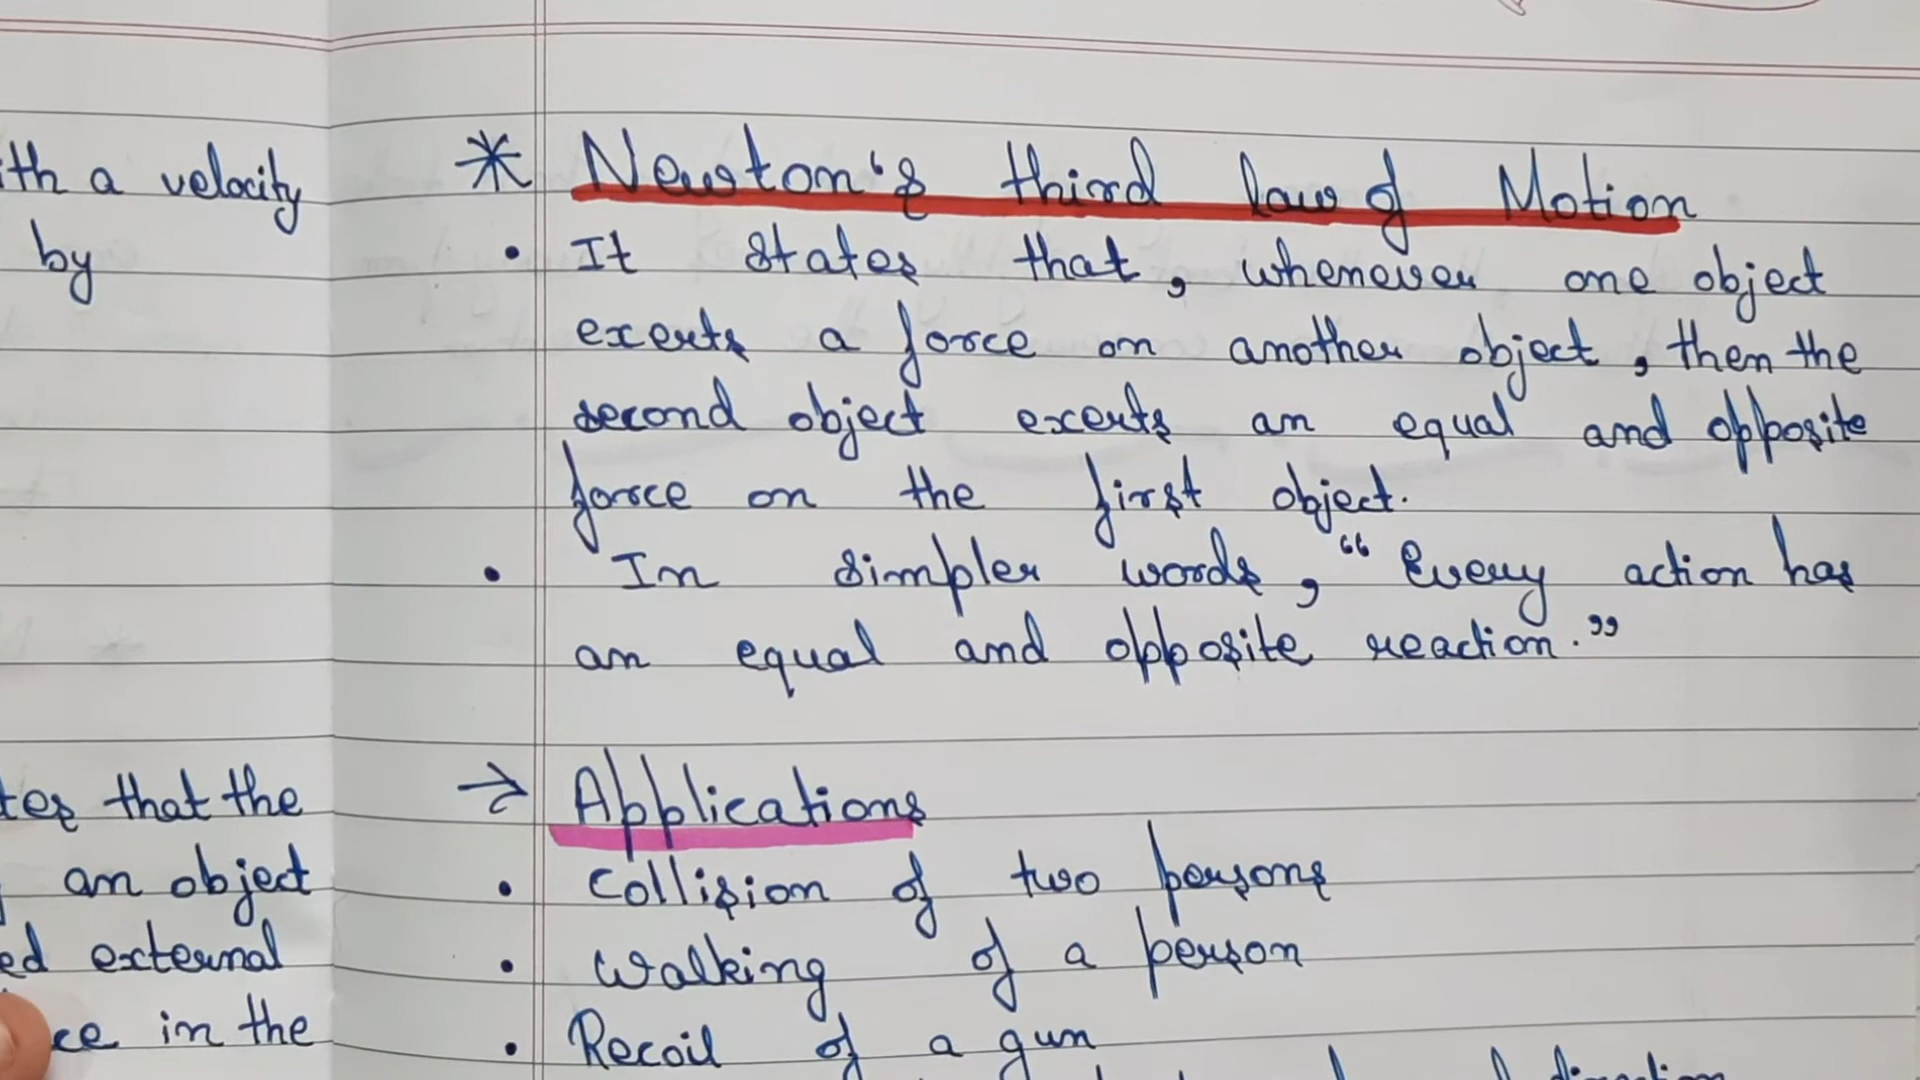 th a velocity
by
tes that the
an object
ed external
ce in the
* Newton's third law of Motion
• It states that, whenever one object
exerts a force on another object, then the
second object exerts an equal and opposite
force on the first object.
• In simpler words, “Every action has
an equal and opposite reaction.”
→ Applications
• Collision of two persons
• Walking of a person
• Recoil of a gun
direction